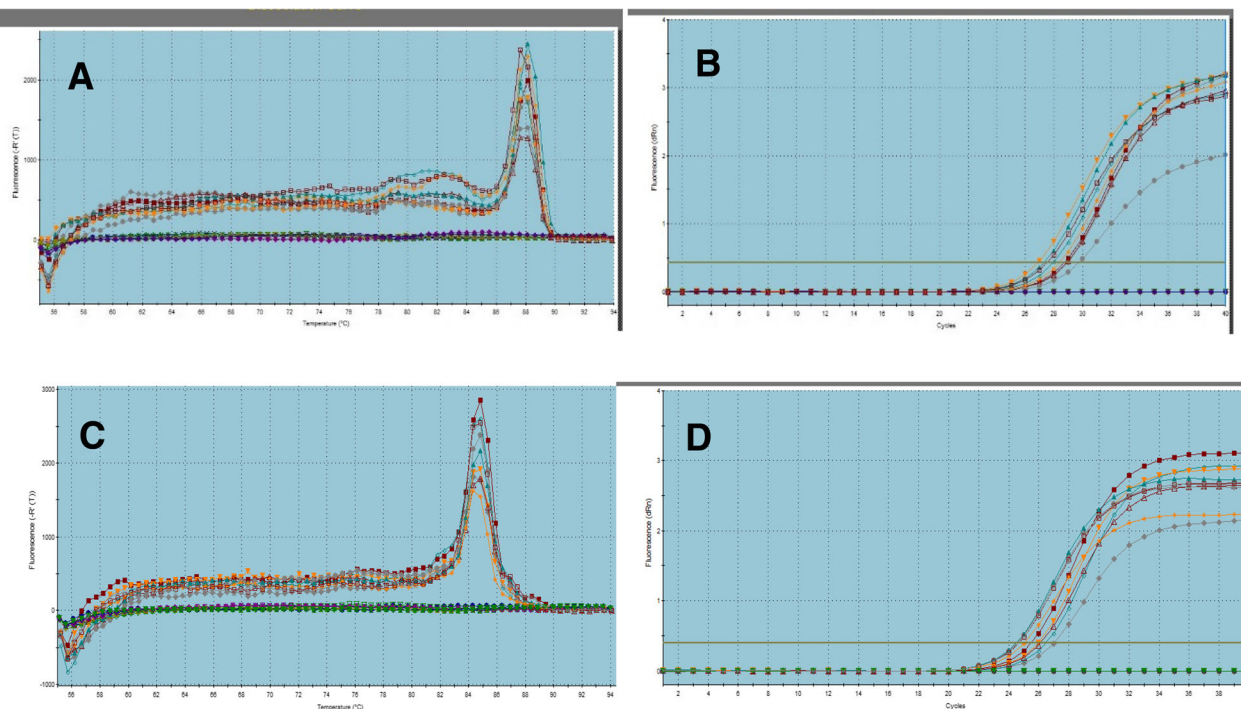 A
Fluorescence (-R'(T))
2000
1000
0
56 58 60 62 64 66 68 70 72 74 76 78 80 82 84 86 88 90 92 94
Temperature (°C)
B
Fluorescence (dRn)
4
3
2
1
0
2 4 6 8 10 12 14 16 18 20 22 24 26 28 30 32 34 36 38 40
Cycles
C
Fluorescence (-R'(T))
3000
2000
1000
0
-1000
56 58 60 62 64 66 68 70 72 74 76 78 80 82 84 86 88 90 92 94
Temperature (°C)
D
Fluorescence (dRn)
4
3
2
1
0
2 4 6 8 10 12 14 16 18 20 22 24 26 28 30 32 34 36 38
Cycles